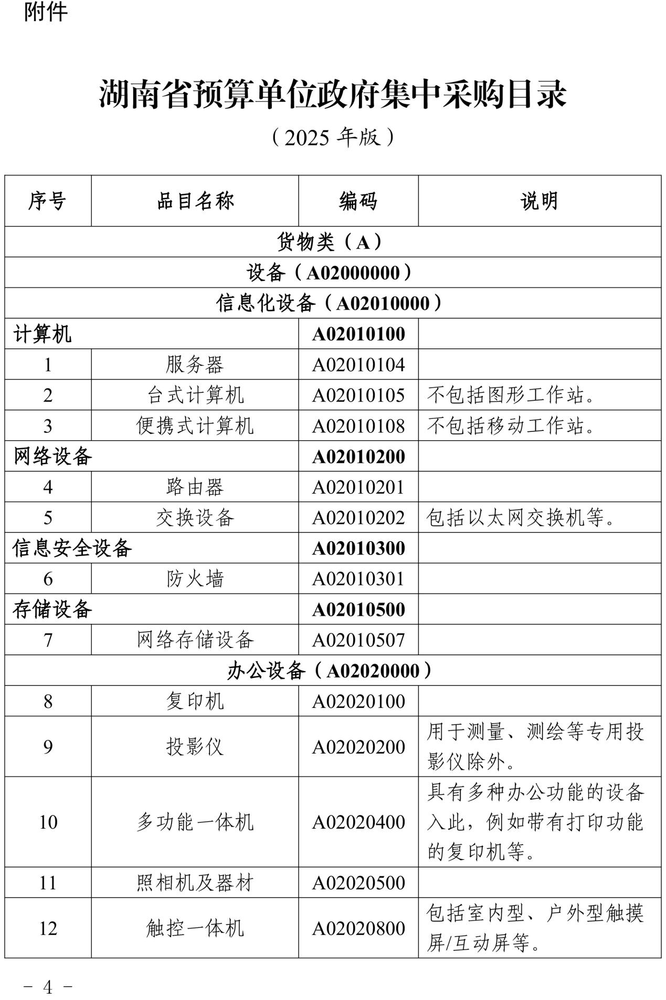 附件
湖南省预算单位政府集中采购目录
（2025 年版）
序号 品目名称 编码 说明
货物类（A）
设备（A02000000）
信息化设备（A02010000）
计算机 A02010100
1 服务器 A02010104
2 台式计算机 A02010105 不包括图形工作站。
3 便携式计算机 A02010108 不包括移动工作站。
网络设备 A02010200
4 路由器 A02010201
5 交换设备 A02010202 包括以太网交换机等。
信息安全设备 A02010300
6 防火墙 A02010301
存储设备 A02010500
7 网络存储设备 A02010507
办公设备（A02020000）
8 复印机 A02020100
9 投影仪 A02020200 用于测量、测绘等专用投
影仪除外。
10 多功能一体机 A02020400 具有多种办公功能的设备
入此，例如带有打印功能
的复印机等。
11 照相机及器材 A02020500
12 触控一体机 A02020800 包括室内型、户外型触摸
屏/互动屏等。
- 4 -